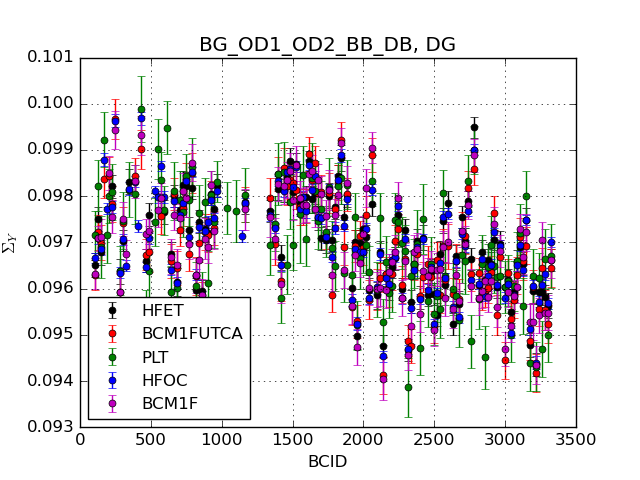 BG_OD1_OD2_BB_DB, DG
0.101
0.100
0.099
0.098
0.097
0.096
0.095
0.094
0.093
Σ_Y
HFET
BCM1FUTCA
PLT
HFOC
BCM1F
0 500 1000 1500 2000 2500 3000 3500
BCID